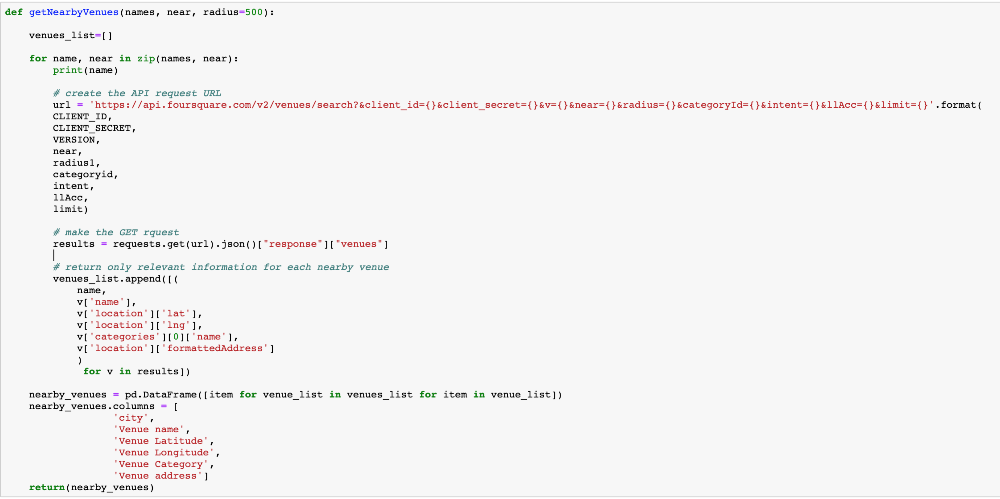 def getNearbyVenues(names, near, radius=500):
venues_list=[]
for name, near in zip(names, near):
print(name)
# create the API request URL
url = 'https://api.foursquare.com/v2/venues/search?&client_id={}&client_secret={}&v={}&near={}&radius={}&categoryId={}&intent={}&llAcc={}&limit={}'.format(
CLIENT_ID,
CLIENT_SECRET,
VERSION,
near,
radius1,
categoryid,
intent,
llAcc,
limit)
# make the GET rquest
results = requests.get(url).json()["response"]["venues"]
# return only relevant information for each nearby venue
venues_list.append([(
name,
v['name'],
v['location']['lat'],
v['location']['lng'],
v['categories'][0]['name'],
v['location']['formattedAddress']
)
for v in results])
nearby_venues = pd.DataFrame([item for venue_list in venues_list for item in venue_list])
nearby_venues.columns = [
'city',
'Venue name',
'Venue Latitude',
'Venue Longitude',
'Venue Category',
'Venue address']
return(nearby_venues)